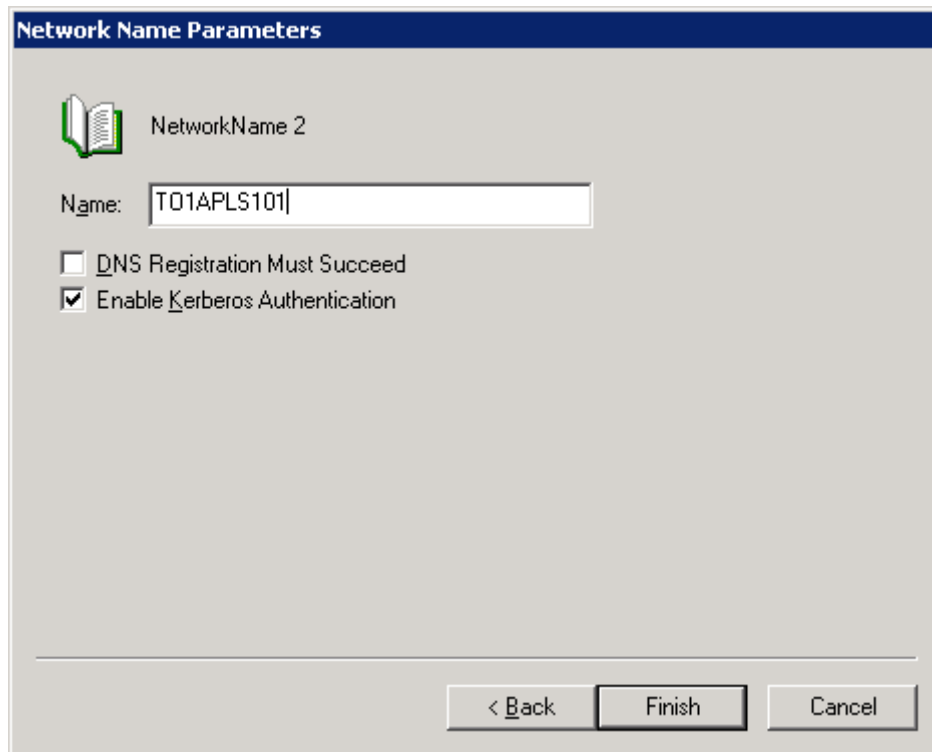 Network Name Parameters
NetworkName 2
Name: TO1APLS101
DNS Registration Must Succeed
Enable Kerberos Authentication
< Back Finish Cancel